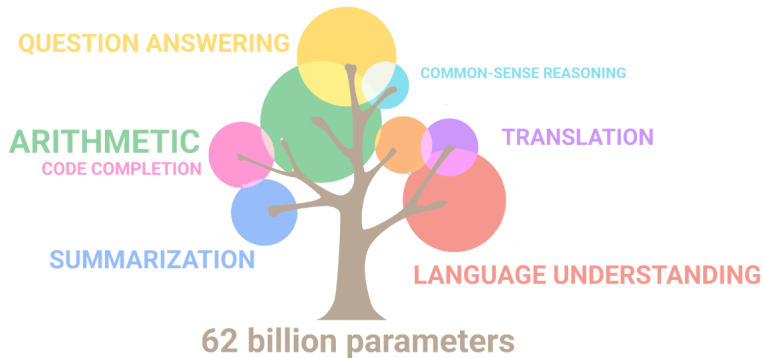 QUESTION ANSWERING
COMMON-SENSE REASONING
ARITHMETIC
TRANSLATION
CODE COMPLETION
SUMMARIZATION
LANGUAGE UNDERSTANDING
62 billion parameters